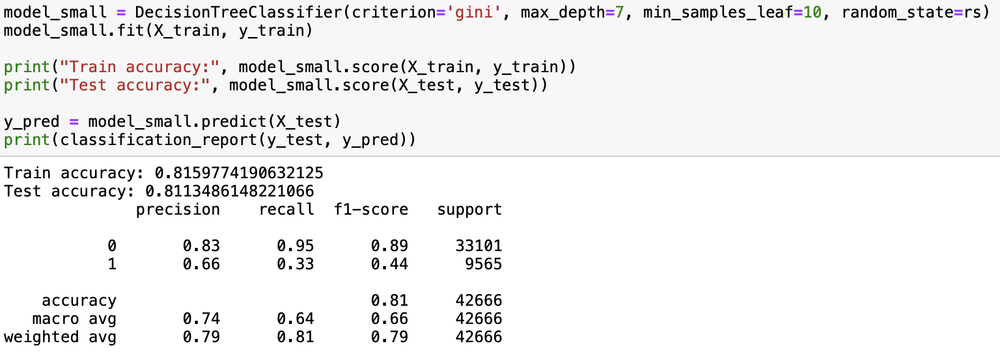 model_small = DecisionTreeClassifier(criterion='gini', max_depth=7, min_samples_leaf=10, random_state=rs)
model_small.fit(X_train, y_train)
print("Train accuracy:", model_small.score(X_train, y_train))
print("Test accuracy:", model_small.score(X_test, y_test))
y_pred = model_small.predict(X_test)
print(classification_report(y_test, y_pred))
Train accuracy: 0.8159774190632125
Test accuracy: 0.8113486148221066
precision recall f1-score support
0 0.83 0.95 0.89 33101
1 0.66 0.33 0.44 9565
accuracy 0.81 42666
macro avg 0.74 0.64 0.66 42666
weighted avg 0.79 0.81 0.79 42666